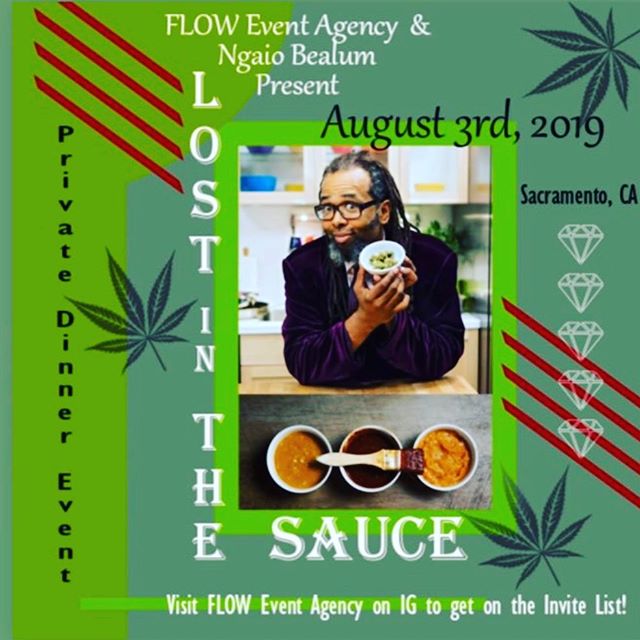 FLOW Event Agency &
Ngaio Bealum
Present
August 3rd, 2019
Sacramento, CA
Private Dinner Event
LOST IN THE
SAUCE
Visit FLOW Event Agency on IG to get on the Invite List!